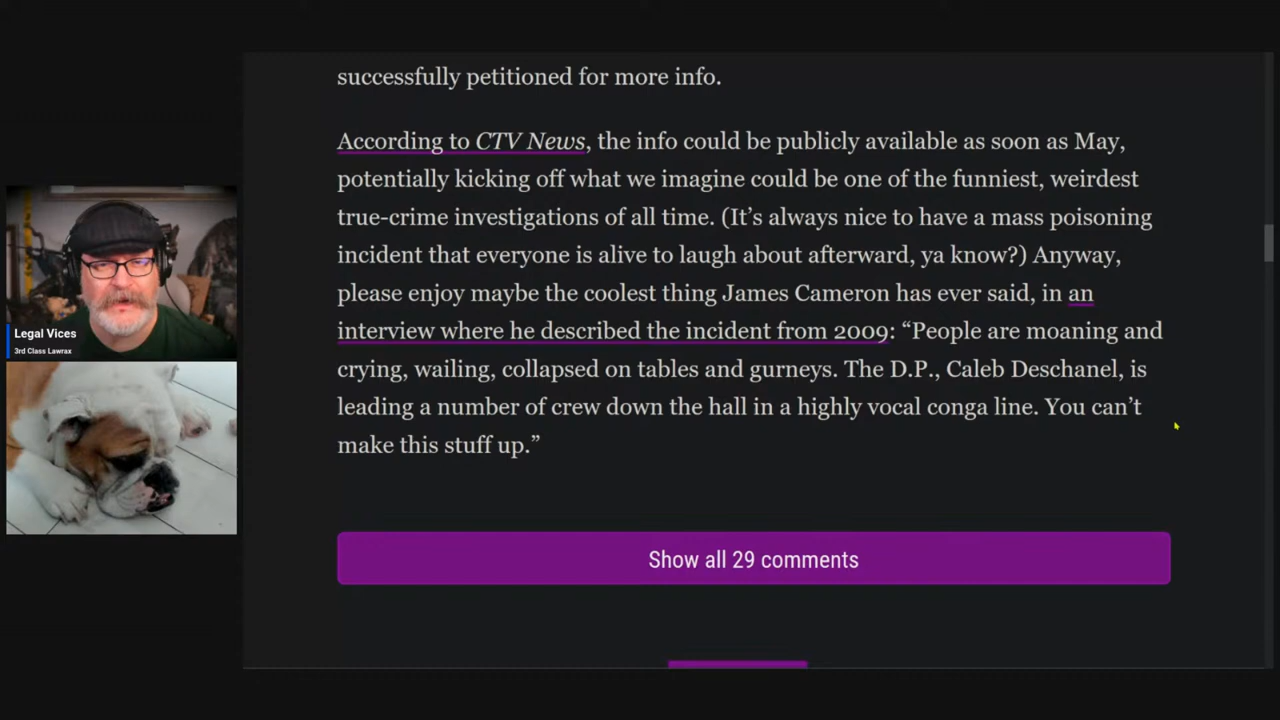 successfully petitioned for more info.
According to CTV News, the info could be publicly available as soon as May,
potentially kicking off what we imagine could be one of the funniest, weirdest
true-crime investigations of all time. (It’s always nice to have a mass poisoning
incident that everyone is alive to laugh about afterward, ya know?) Anyway,
please enjoy maybe the coolest thing James Cameron has ever said, in an
interview where he described the incident from 2009: “People are moaning and
crying, wailing, collapsed on tables and gurneys. The D.P., Caleb Deschanel, is
leading a number of crew down the hall in a highly vocal conga line. You can’t
make this stuff up.”
Show all 29 comments
Legal Vices
3rd Class Lawrax